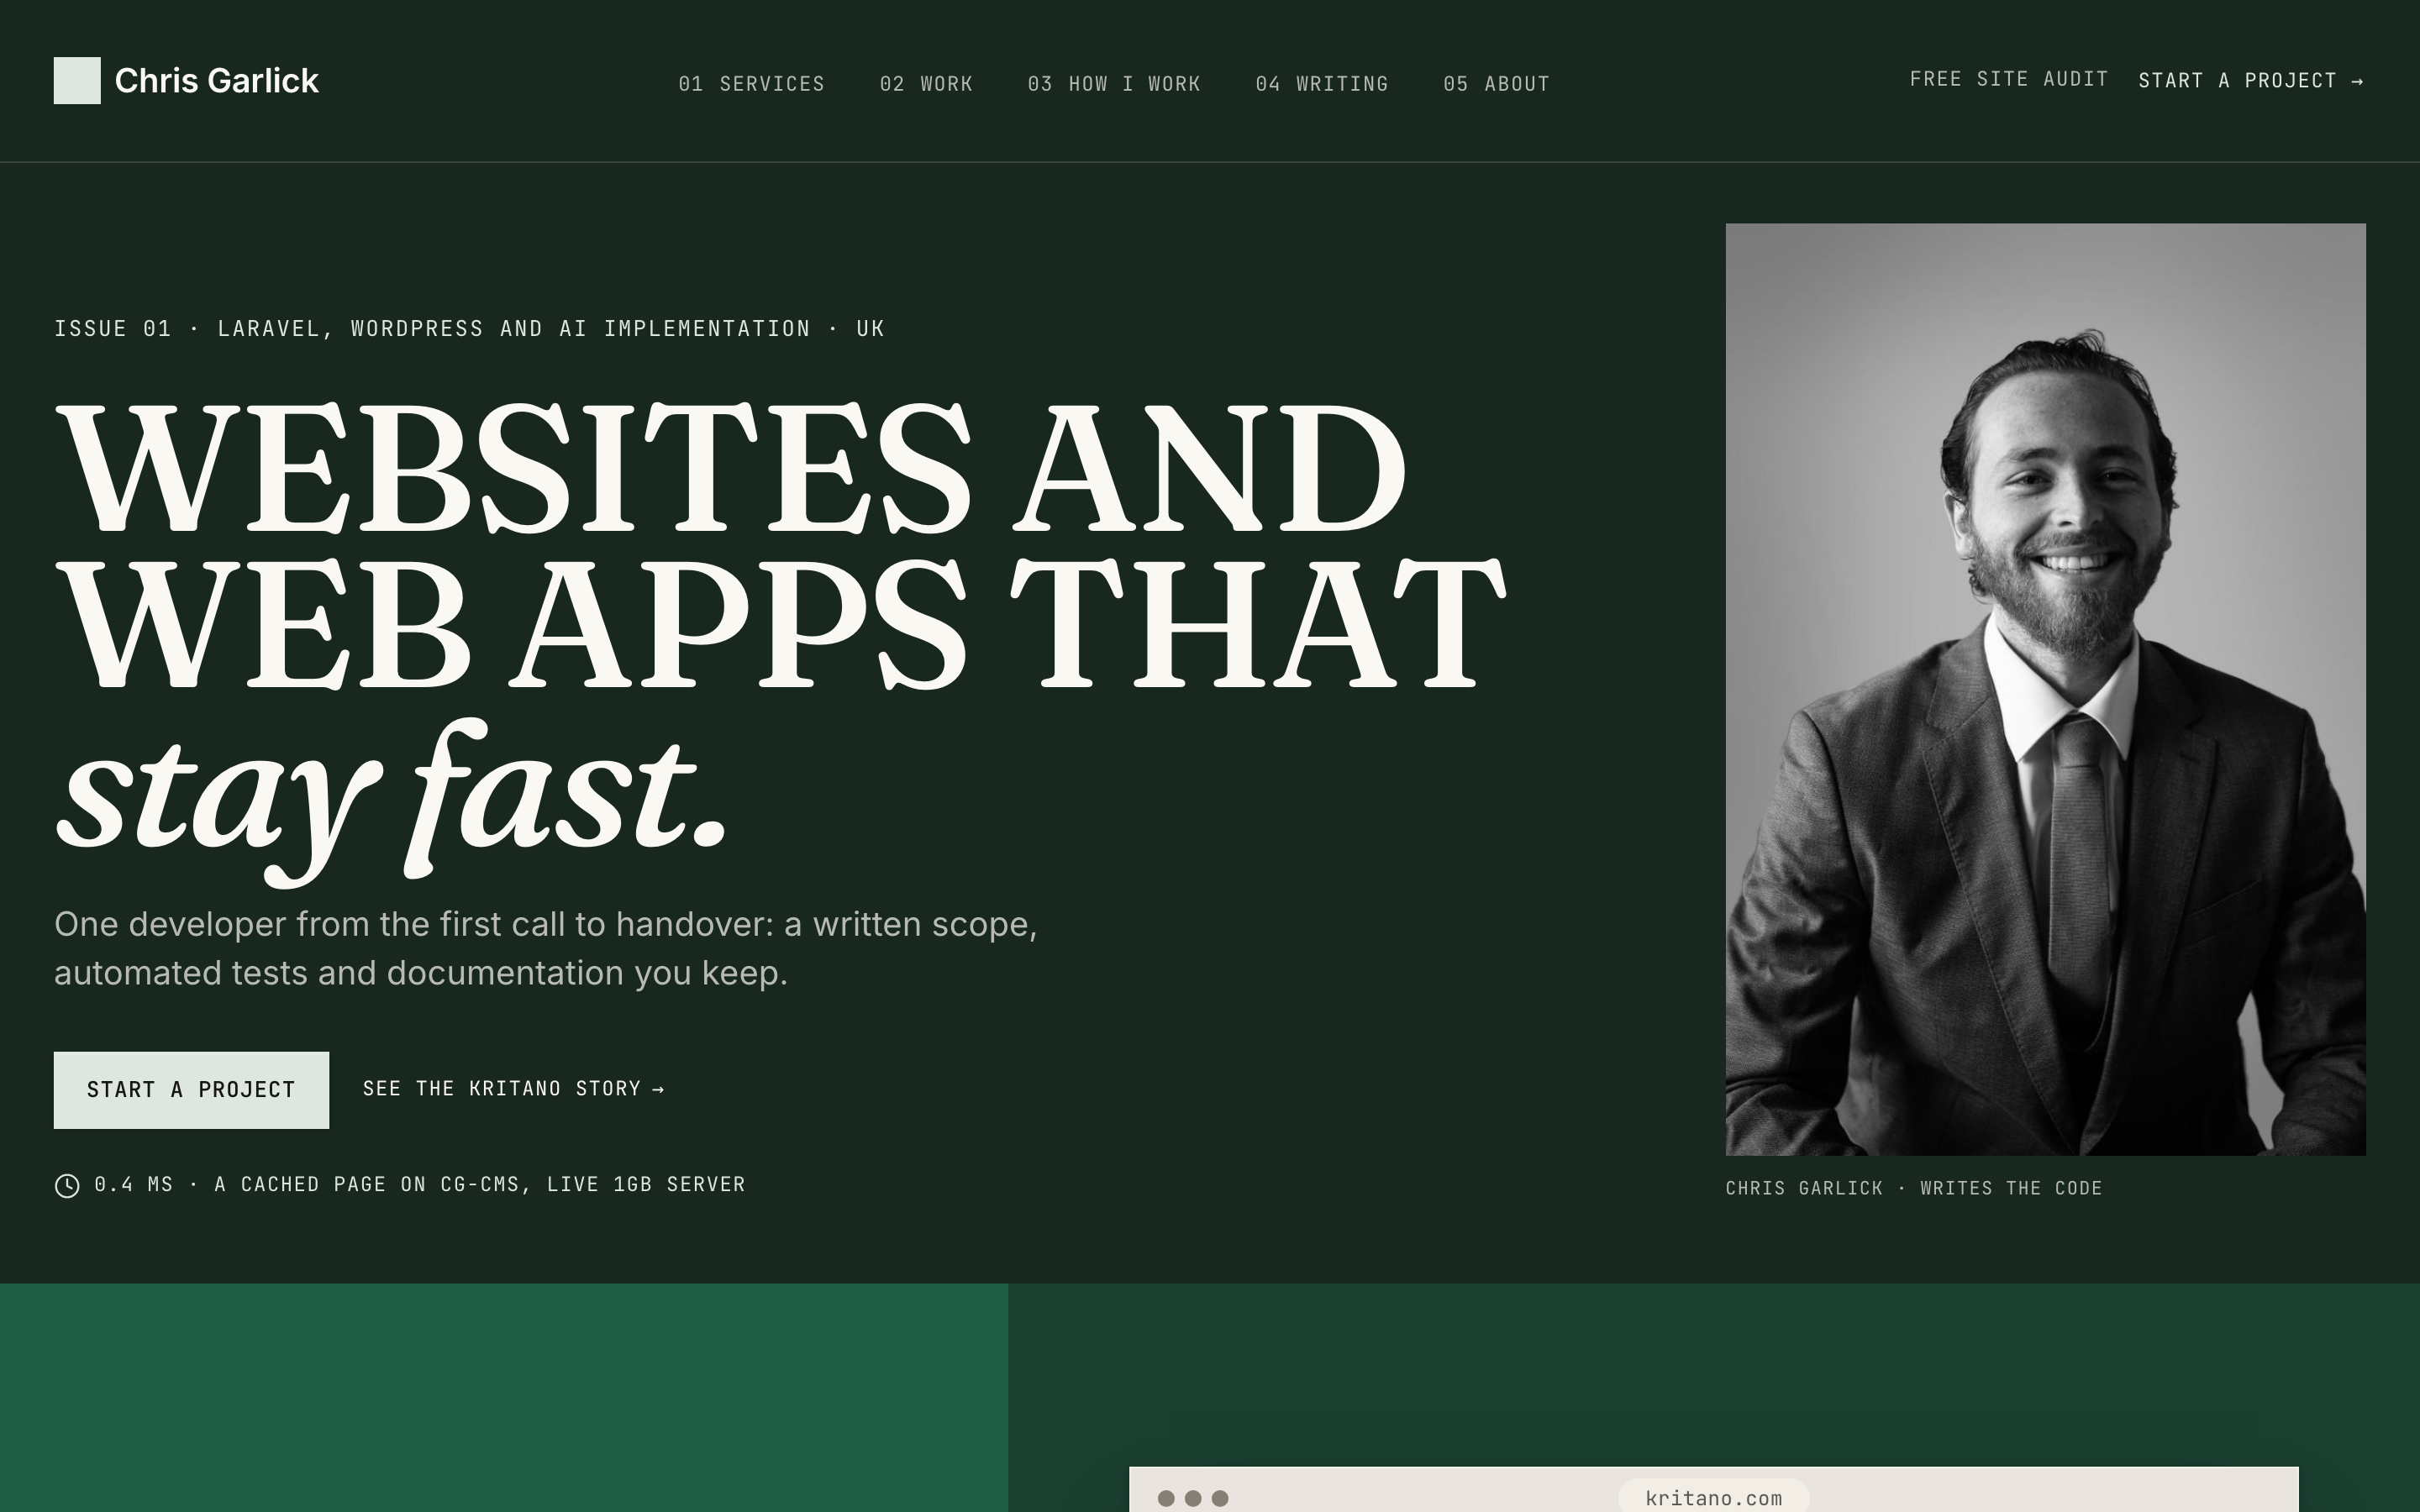 Chris Garlick
01 SERVICES 02 WORK 03 HOW I WORK 04 WRITING 05 ABOUT
FREE SITE AUDIT START A PROJECT →
ISSUE 01 · LARAVEL, WORDPRESS AND AI IMPLEMENTATION · UK
WEBSITES AND
WEB APPS THAT
stay fast.
One developer from the first call to handover: a written scope,
automated tests and documentation you keep.
START A PROJECT
SEE THE KRITANO STORY →
0.4 MS · A CACHED PAGE ON CG-CMS, LIVE 1GB SERVER
CHRIS GARLICK · WRITES THE CODE
kritano.com